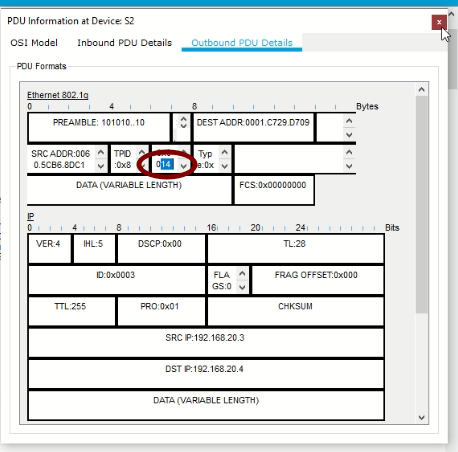 PDU Information at Device: S2
x
OSI Model Inbound PDU Details Outbound PDU Details
PDU Formats
Ethernet 802.1q
0 4 8 Bytes
PREAMBLE: 101010..10 DEST ADDR:0001.C729.D709
SRC ADDR:006 TPID Typ
0.5CB6.8DC1 :0x8 014 e:0x
DATA (VARIABLE LENGTH) FCS:0x00000000
IP
0 4 8 16 20 24 Bits
VER:4 IHL:5 DSCP:0x00 TL:28
ID:0x0003 FLA FRAG OFFSET:0x000
GS:0
TTL:255 PRO:0x01 CHKSUM
SRC IP:192.168.20.3
DST IP:192.168.20.4
DATA (VARIABLE LENGTH)